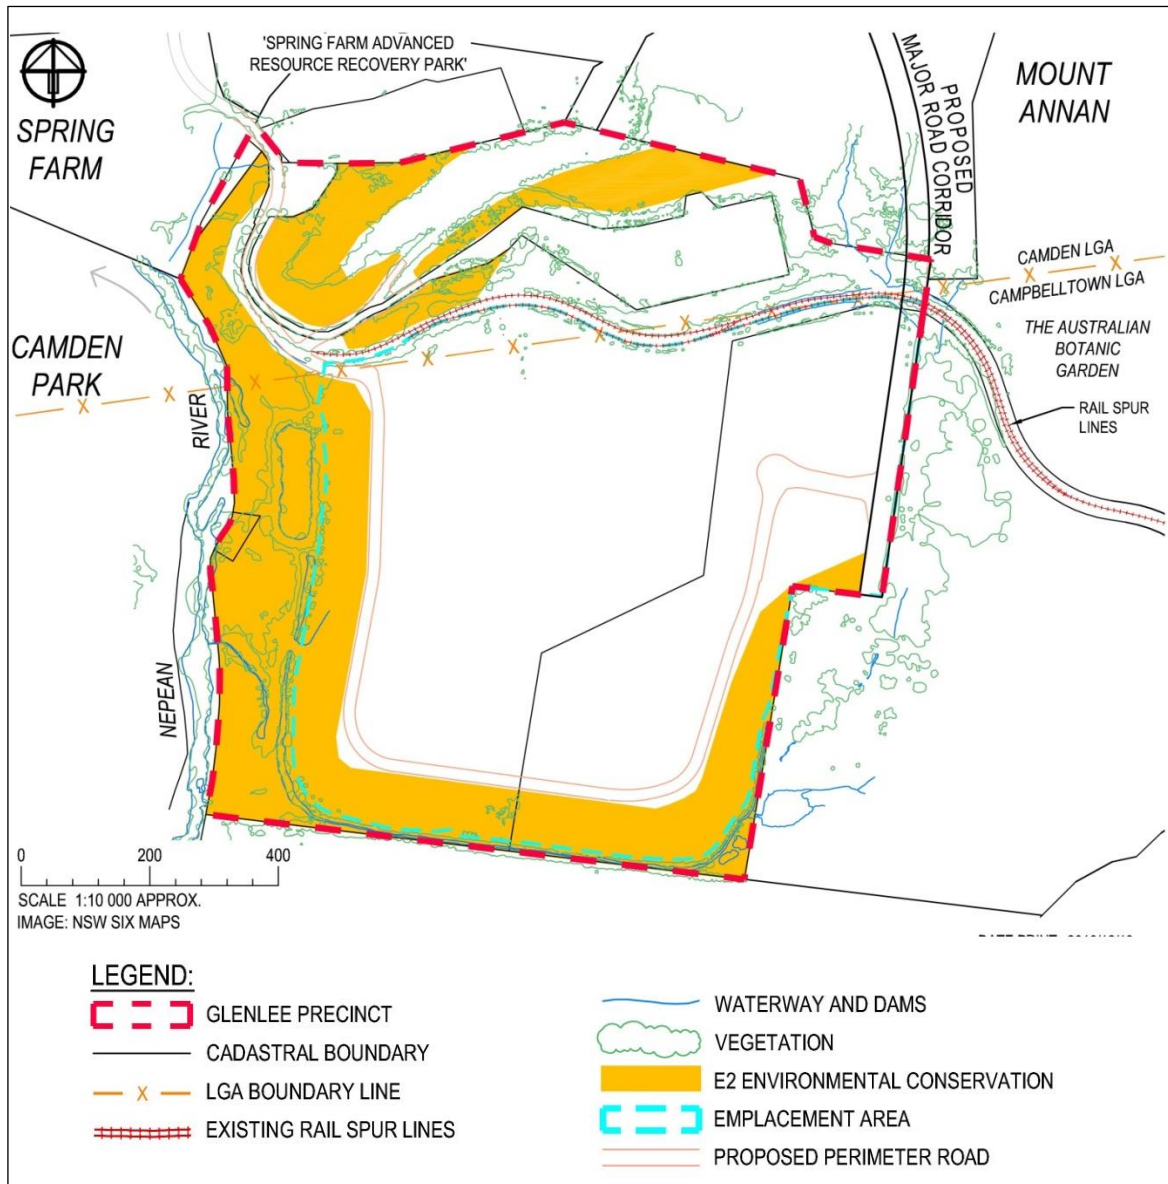 'SPRING FARM ADVANCED
RESOURCE RECOVERY PARK'
SPRING
FARM
MOUNT
ANNAN
PROPOSED
MAJOR ROAD CORRIDOR
CAMDEN LGA
CAMPBELLTOWN LGA
THE AUSTRALIAN
BOTANIC
GARDEN
RAIL SPUR
LINES
CAMDEN
PARK
RIVER
NEPEAN
0 200 400
SCALE 1:10 000 APPROX.
IMAGE: NSW SIX MAPS
LEGEND:
GLENLEE PRECINCT
CADASTRAL BOUNDARY
LGA BOUNDARY LINE
EXISTING RAIL SPUR LINES
WATERWAY AND DAMS
VEGETATION
E2 ENVIRONMENTAL CONSERVATION
EMPLACEMENT AREA
PROPOSED PERIMETER ROAD